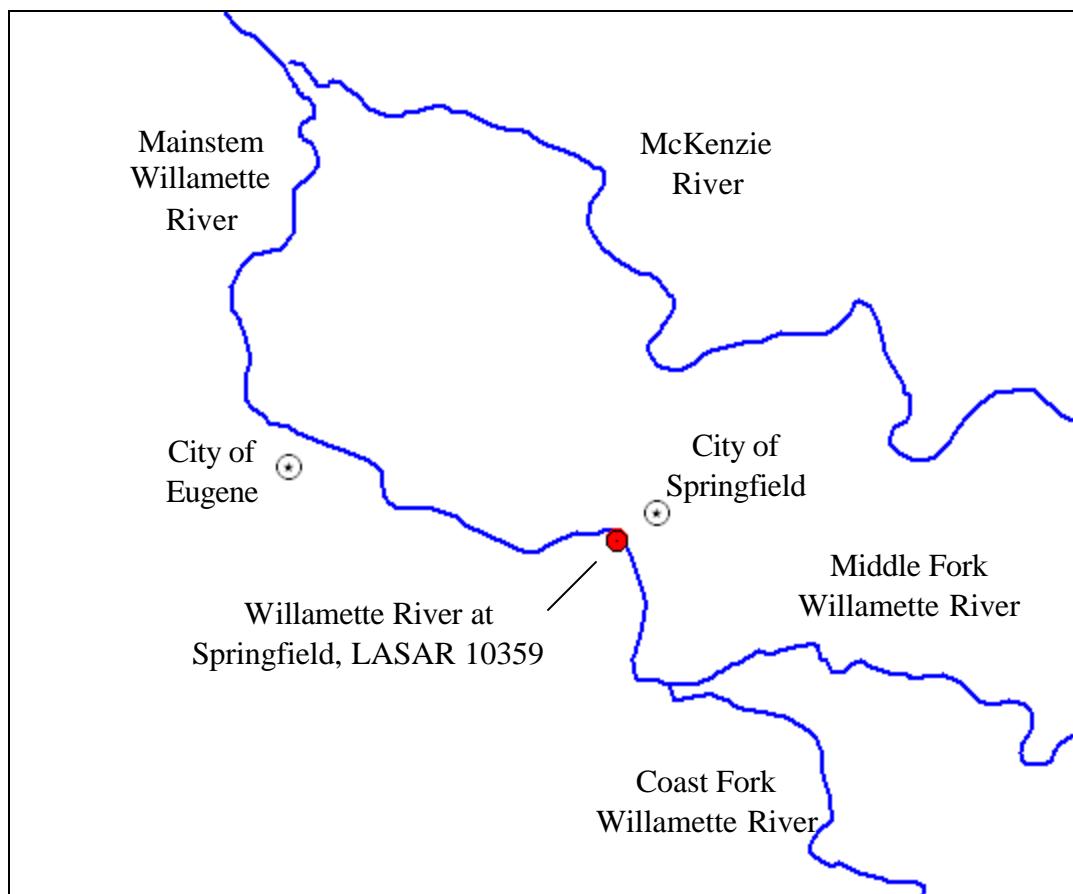 Mainstem
Willamette
River
McKenzie
River
City of
Eugene
City of
Springfield
Willamette River at
Springfield, LASAR 10359
Middle Fork
Willamette River
Coast Fork
Willamette River